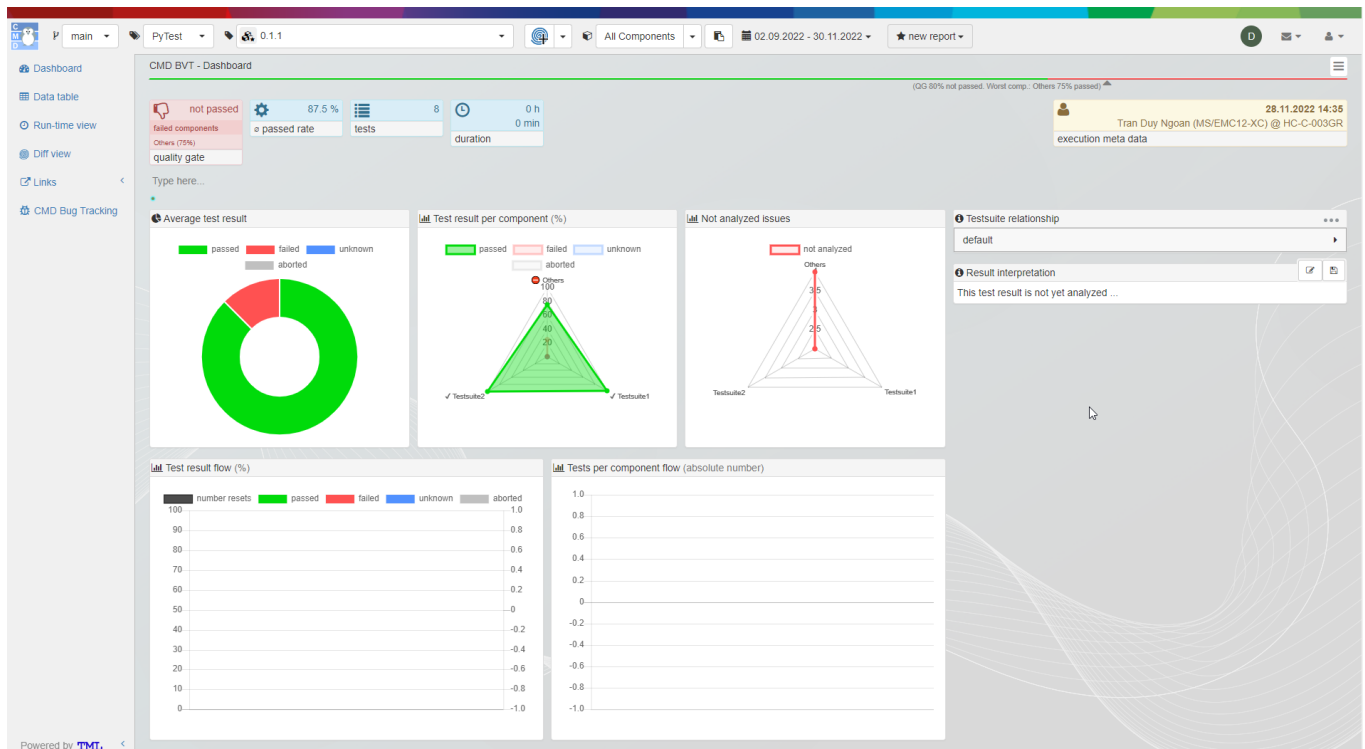 C
M
D
main
PyTest
0.1.1
All Components
02.09.2022 - 30.11.2022
new report
D
Dashboard
Data table
Run-time view
Diff view
Links
CMD Bug Tracking
Powered by TML
CMD BVT - Dashboard
(QG 80% not passed. Worst comp.: Others 75% passed)
not passed
failed components
Others (75%)
quality gate
87.5 %
ø passed rate
8
tests
0 h
0 min
duration
28.11.2022 14:35
Tran Duy Ngoan (MS/EMC12-XC) @ HC-C-003GR
execution meta data
Type here...
Average test result
passed failed unknown
aborted
Test result per component (%)
passed failed unknown
aborted
Others
100
80
60
40
20
✓ Testsuite2
✓ Testsuite1
Not analyzed issues
not analyzed
Others
3.5
3
2.5
Testsuite2
Testsuite1
Testsuite relationship
default
Result interpretation
This test result is not yet analyzed ...
Test result flow (%)
number resets passed failed unknown aborted
100 1.0
90 0.8
80 0.6
70 0.4
60 0.2
50 0
40 -0.2
30 -0.4
20 -0.6
10 -0.8
0 -1.0
Tests per component flow (absolute number)
1.0
0.8
0.6
0.4
0.2
0
-0.2
-0.4
-0.6
-0.8
-1.0